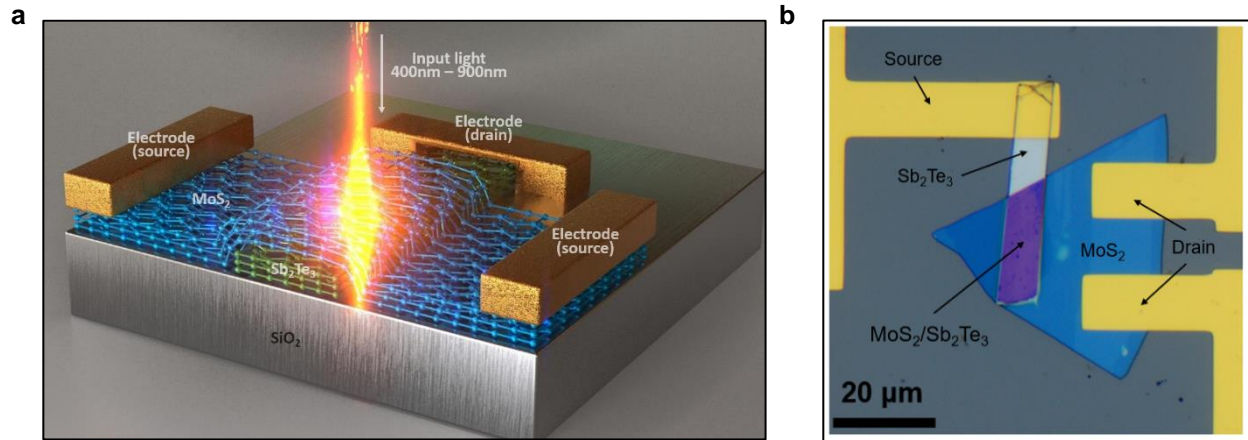 a
Input light
400nm – 900nm
Electrode
(source)
Electrode
(drain)
MoS2
Electrode
(source)
Sb2Te3
SiO2
b
Source
Sb2Te3
MoS2
Drain
MoS2/Sb2Te3
20 µm